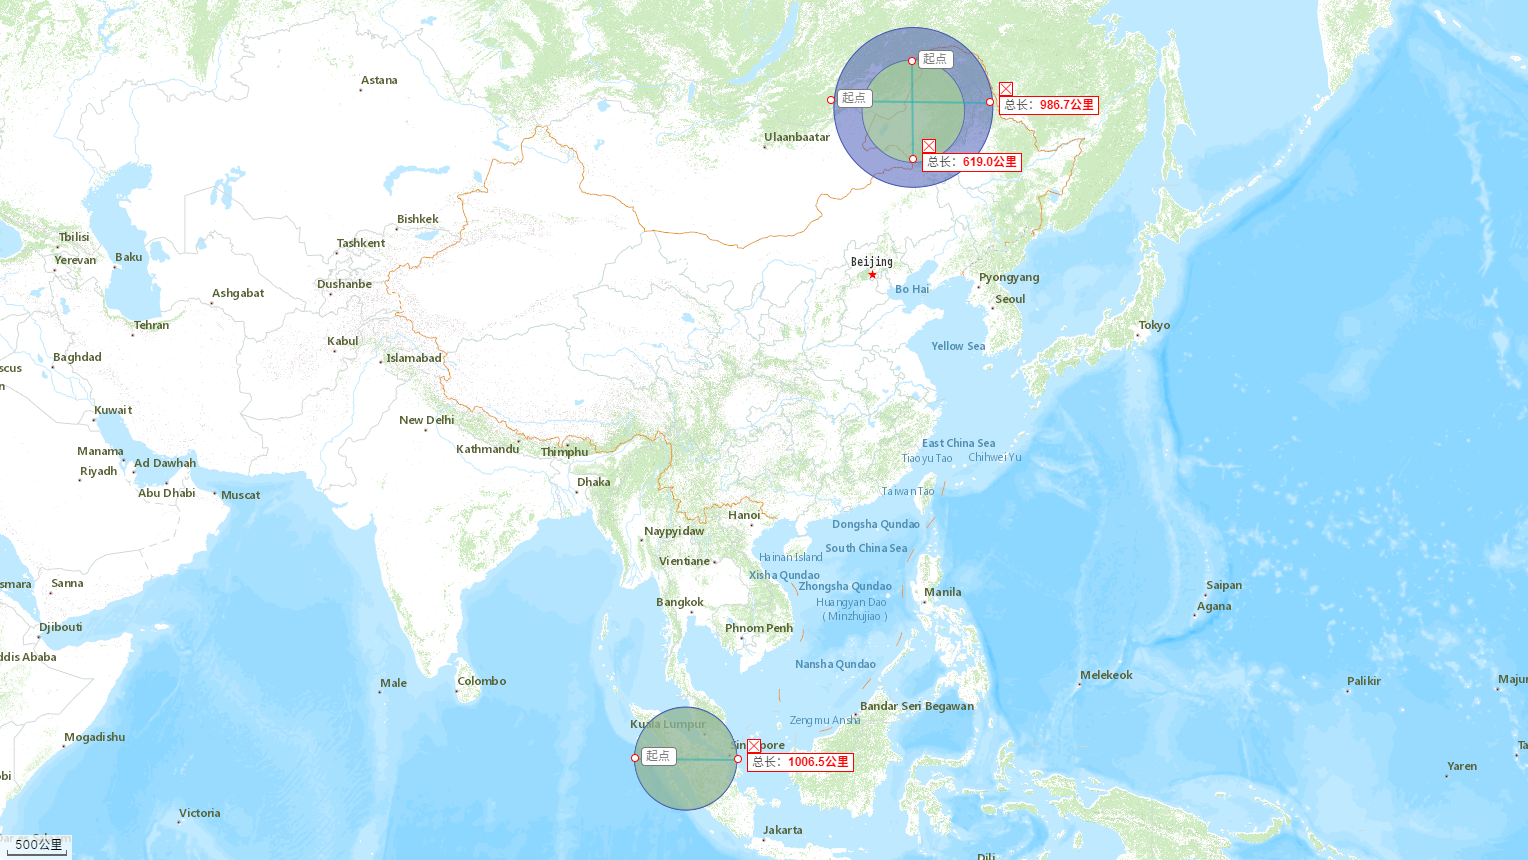 起点
Astana
起点
总长：986.7公里
Ulaanbaatar
总长：619.0公里
Bishkek
Tbilisi
Tashkent
Yerevan
Baku
Beijing
Dushanbe
Pyongyang
Ashgabat
Bo Hai
Seoul
Tehran
Tokyo
Kabul
Yellow Sea
Baghdad
Islamabad
scus
n
Kuwait
New Delhi
East China Sea
Kathmandu
Manama
Thimphu
Tiaoyu Tao
Chihwei Yu
Ad Dawhah
Riyadh
Dhaka
Abu Dhabi
Muscat
Taiwan Tao
Hanoi
Dongsha Qundao
Naypyidaw
South China Sea
Hainan Island
Vientiane
Xisha Qundao
smara
Sanna
Zhongsha Qundao
Saipan
Manila
Bangkok
Huangyan Dao
Agana
( Minzhujiao )
Djibouti
Phnom Penh
ddis Ababa
Nansha Qundao
Male
Colombo
Melekeok
Palikir
Majur
Bandar Seri Begawan
Kuala Lumpur
Zengmu Ansha
Mogadishu
Singapore
Ta
起点
总长：1006.5公里
Yaren
bi
Victoria
Jakarta
Dar es Salaam
500公里
Dili